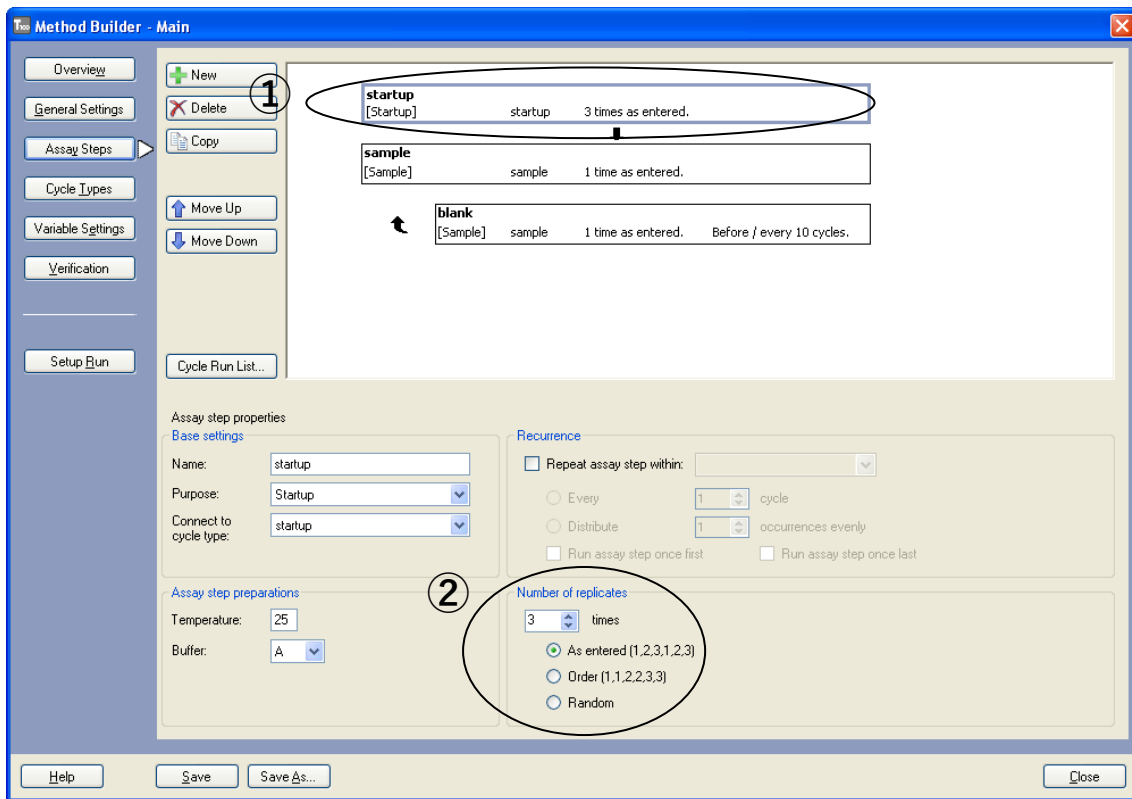 T100 Method Builder - Main
Overview
General Settings
Assay Steps
Cycle Types
Variable Settings
Verification
Setup Run
New
Delete
Copy
Move Up
Move Down
Cycle Run List...
①
startup
[Startup] startup 3 times as entered.
sample
[Sample] sample 1 time as entered.
blank
[Sample] sample 1 time as entered. Before / every 10 cycles.
Assay step properties
Base settings
Name: startup
Purpose: Startup
Connect to
cycle type: startup
Recurrence
Repeat assay step within:
Every 1 cycle
Distribute 1 occurrences evenly
Run assay step once first Run assay step once last
Assay step preparations
Temperature: 25
Buffer: A
②
Number of replicates
3 times
As entered (1,2,3,1,2,3)
Order (1,1,2,2,3,3)
Random
Help
Save
Save As...
Close